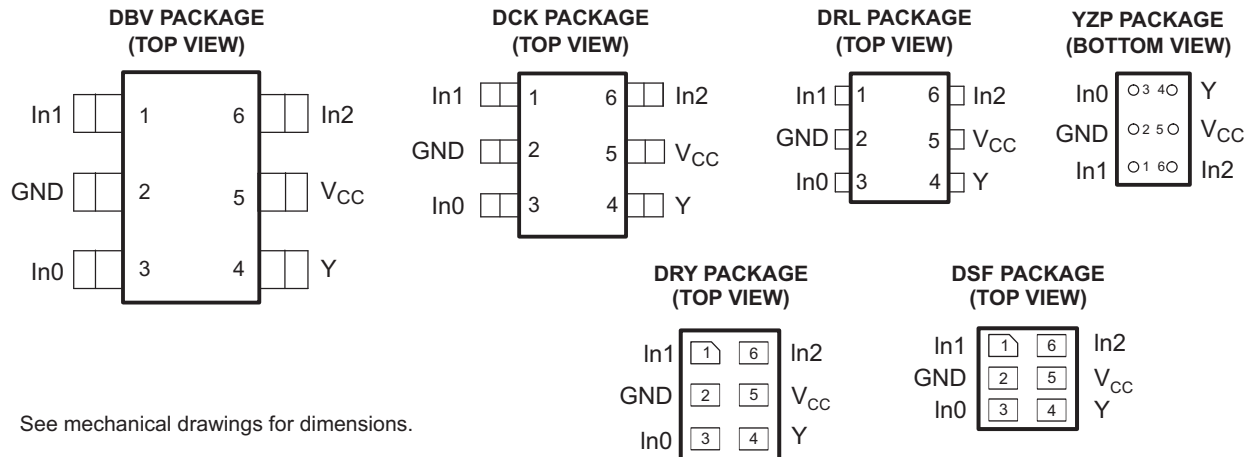 DBV PACKAGE
(TOP VIEW)
In1 1 6 In2
GND 2 5 VCC
In0 3 4 Y
DCK PACKAGE
(TOP VIEW)
In1 1 6 In2
GND 2 5 VCC
In0 3 4 Y
DRL PACKAGE
(TOP VIEW)
In1 1 6 In2
GND 2 5 VCC
In0 3 4 Y
YZP PACKAGE
(BOTTOM VIEW)
In0 3 4 Y
GND 2 5 VCC
In1 1 6 In2
DRY PACKAGE
(TOP VIEW)
In1 1 6 In2
GND 2 5 VCC
In0 3 4 Y
DSF PACKAGE
(TOP VIEW)
In1 1 6 In2
GND 2 5 VCC
In0 3 4 Y
See mechanical drawings for dimensions.